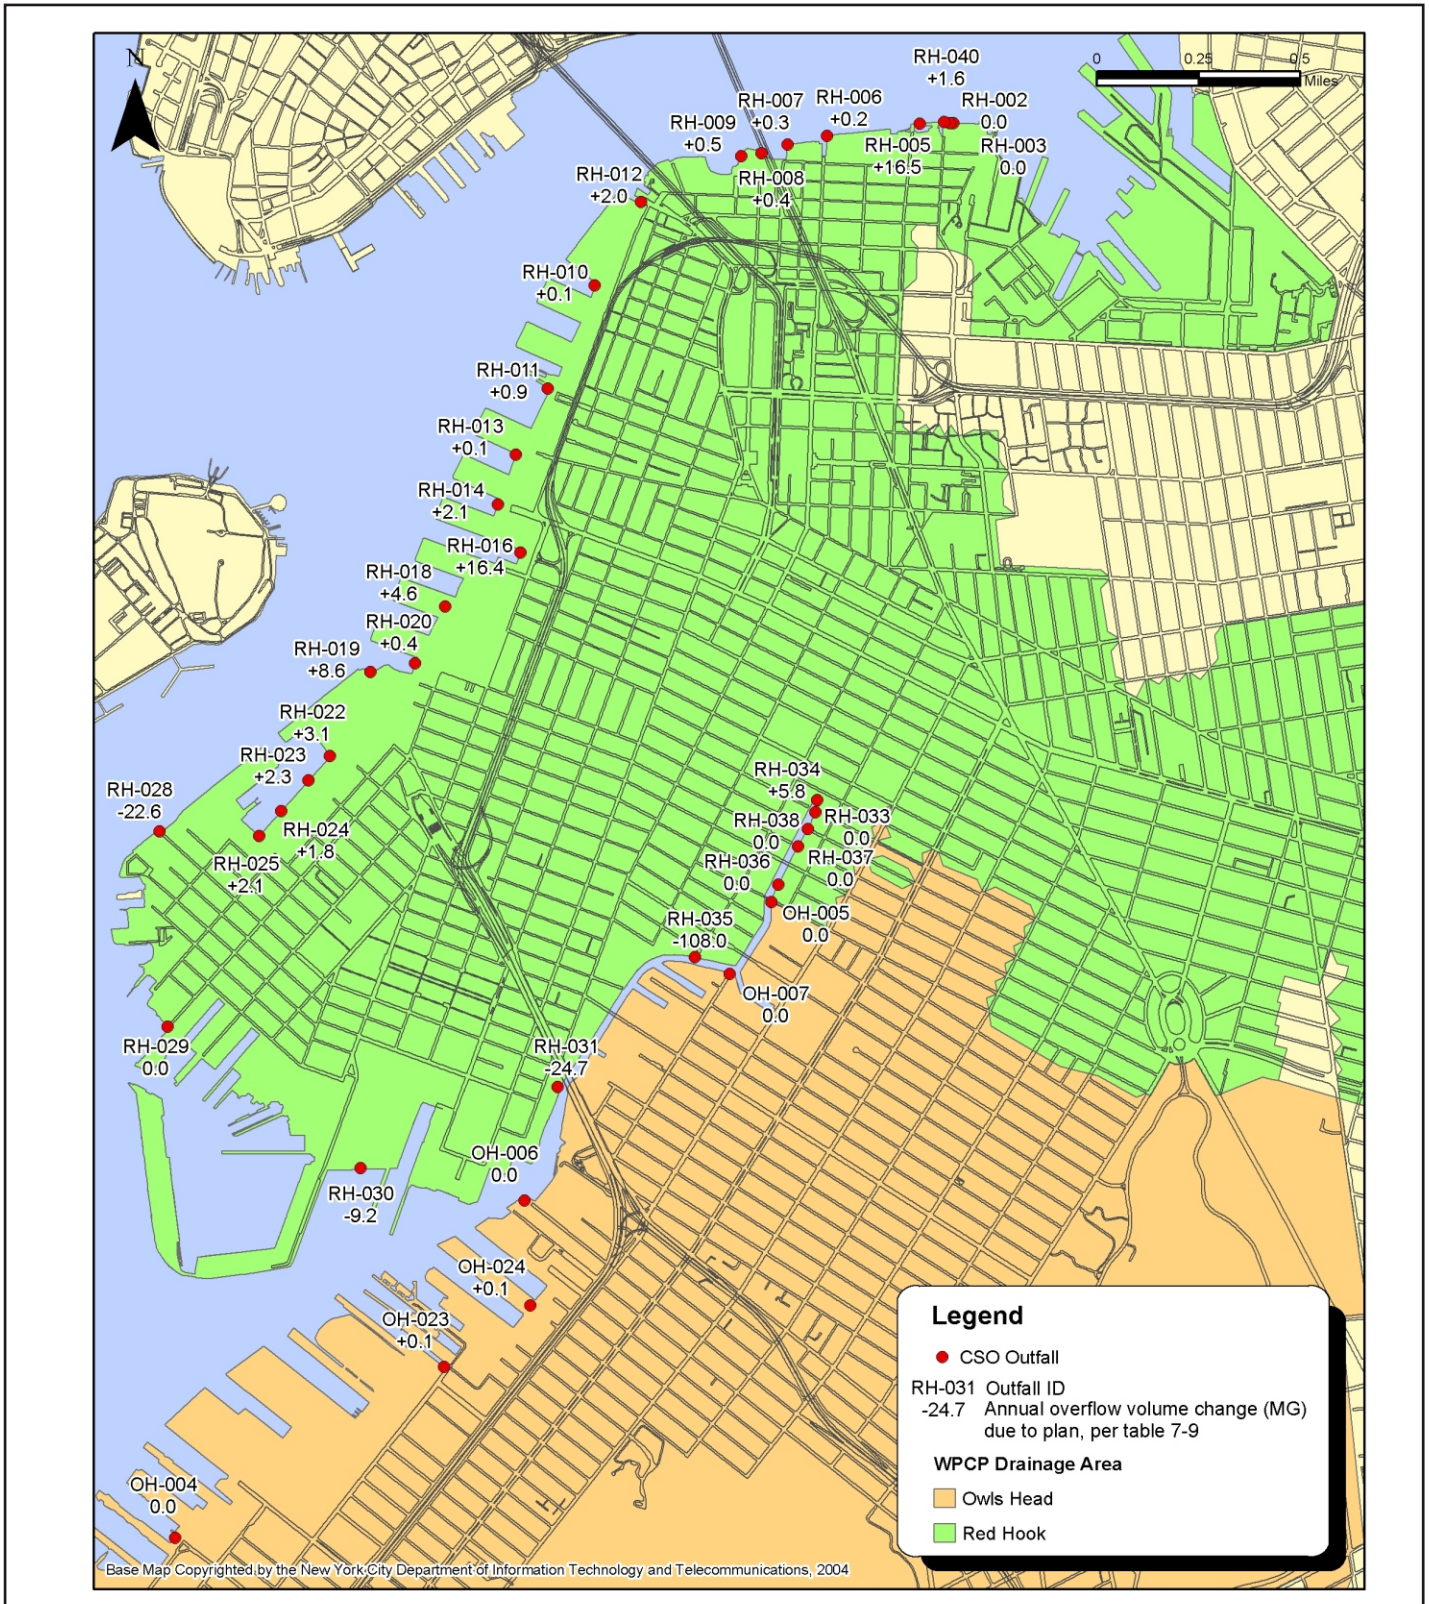 N
0 0.25 0.5
Miles
RH-040
+1.6
RH-007
+0.3
RH-006
+0.2
RH-002
0.0
RH-009
+0.5
RH-005
+16.5
RH-003
0.0
RH-012
+2.0
RH-008
+0.4
RH-010
+0.1
RH-011
+0.9
RH-013
+0.1
RH-014
+2.1
RH-016
+16.4
RH-018
+4.6
RH-020
+0.4
RH-019
+8.6
RH-022
+3.1
RH-023
+2.3
RH-028
-22.6
RH-024
+1.8
RH-025
+2.1
RH-034
+5.8
RH-038
0.0
RH-033
0.0
RH-036
0.0
RH-037
0.0
RH-035
-108.0
OH-005
0.0
OH-007
0.0
RH-029
0.0
RH-031
-24.7
OH-006
0.0
RH-030
-9.2
OH-024
+0.1
OH-023
+0.1
OH-004
0.0
Legend
CSO Outfall
RH-031 Outfall ID
-24.7 Annual overflow volume change (MG)
due to plan, per table 7-9
WPCP Drainage Area
Owls Head
Red Hook
Base Map Copyrighted by the New York City Department of Information Technology and Telecommunications, 2004